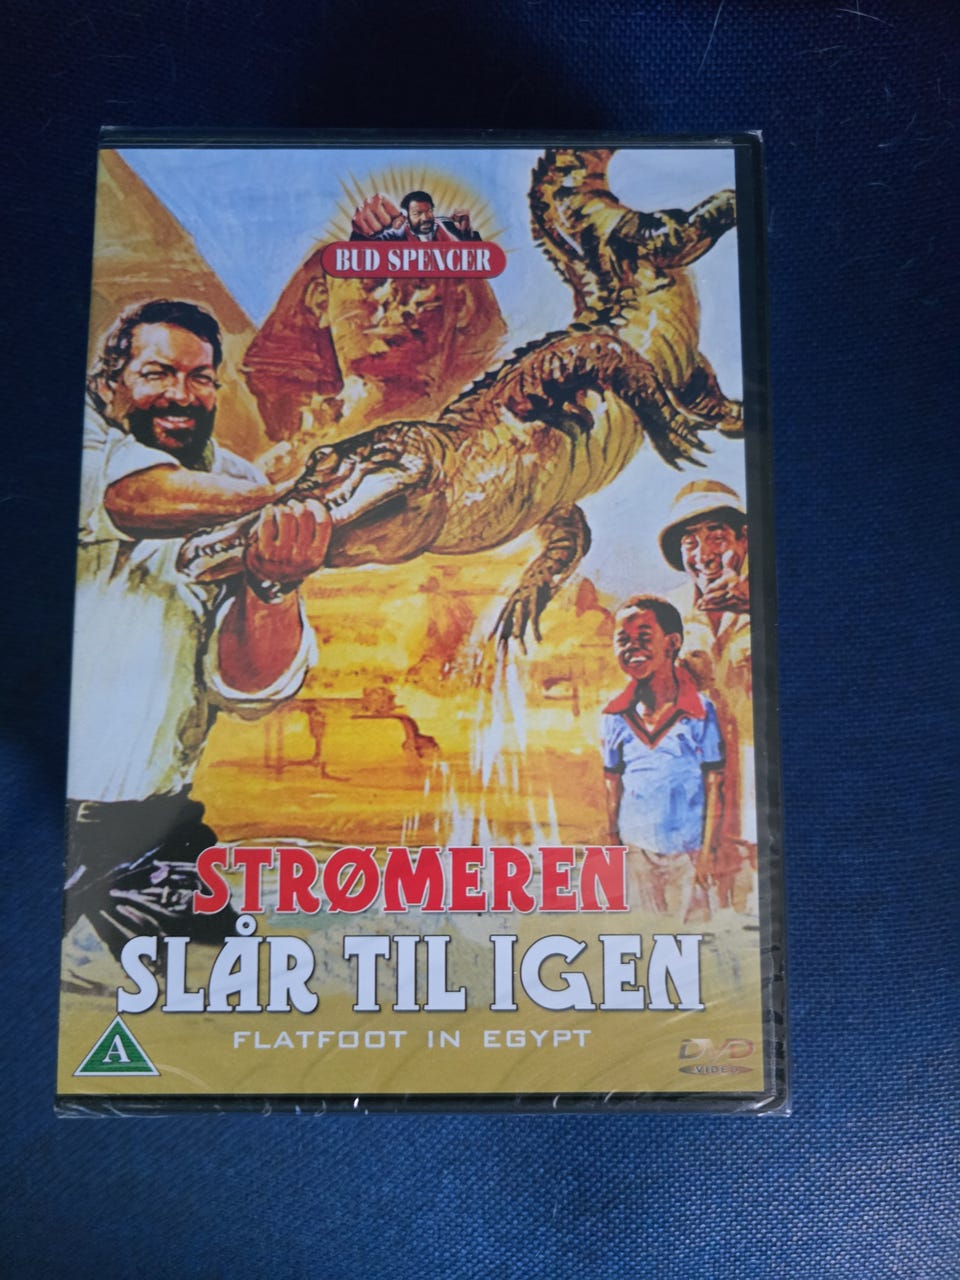 BUD SPENCER
STRØMEREN
SLÅR TIL IGEN
FLATFOOT IN EGYPT
A
DVD
VIDEO